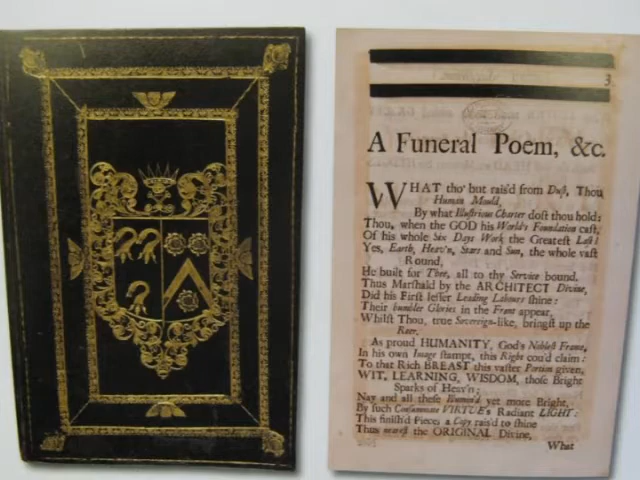 3
A Funeral Poem, &c.
WHAT tho' but rais'd from Dust, Thou
Human Mould,
By what Illustrious Charter dost thou hold:
Thou, when the GOD his World's Foundation cast,
Of his whole Six Days Work the Greatest Last!
Yes, Earth, Heav'n, Stars and Sun, the whole vast
Round,
He built for Thee, all to thy Service bound.
Thus Marshal'd by the ARCHITECT Divine,
Did his First lesser Leading Labours shine:
Their humbler Glories in the Front appear,
Whilst Thou, true Sovereign-like, bringst up the
Rear.
As proud HUMANITY, God's Noblest Frame,
In his own Image stampt, this Right cou'd claim:
To that Rich BREAST this vaster Portion given,
WIT, LEARNING, WISDOM, those Bright
Sparks of Heav'n;
Nay and all these Illumin'd yet more Bright,
By such Consummate VIRTUE's Radiant LIGHT:
This finish'd Piece, a Copy rais'd to shine
Thus nearest the ORIGINAL Divine,
What